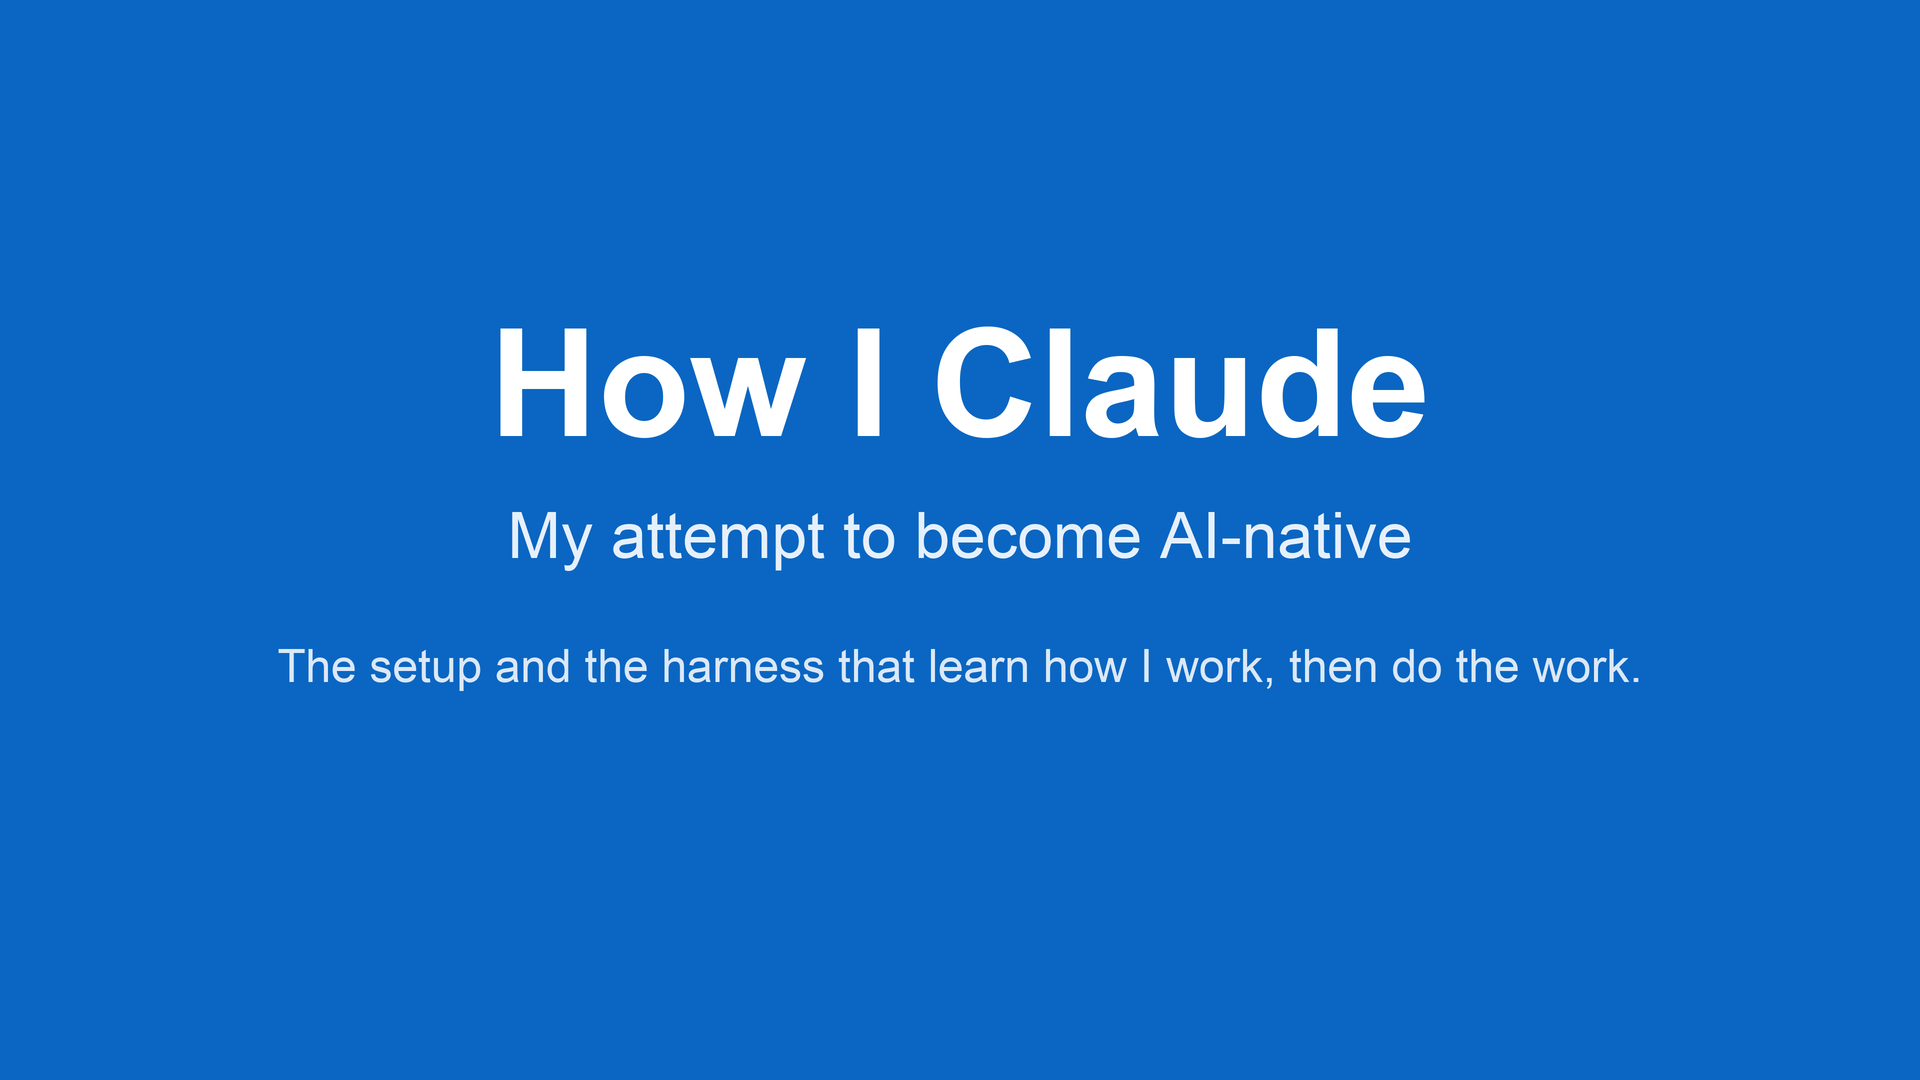 How I Claude
My attempt to become AI-native
The setup and the harness that learn how I work, then do the work.